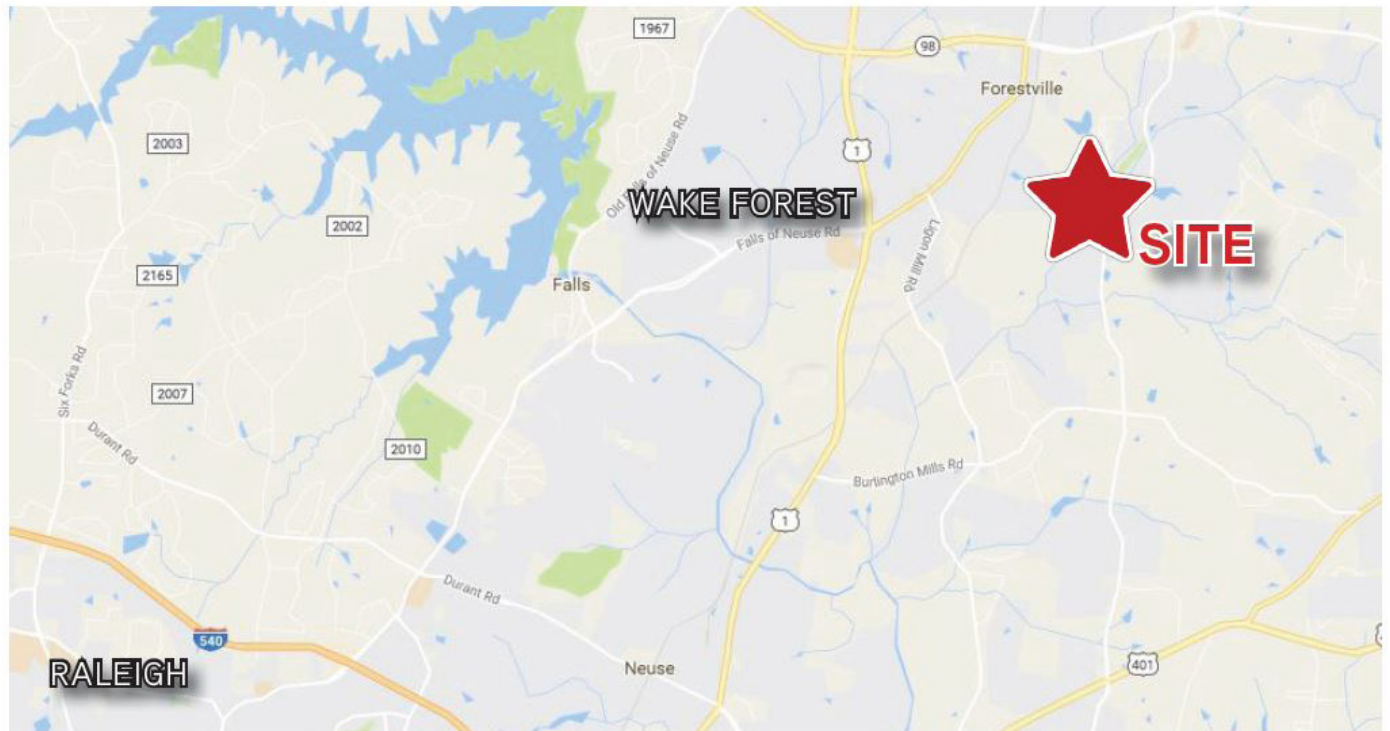 1967
98
Forestville
2003
1
Old Falls of Neuse Rd
WAKE FOREST
2002
Falls of Neuse Rd
Ligon Mill Rd
SITE
2165
Falls
Six Forks Rd
2007
Durant Rd
2010
Burlington Mills Rd
1
Durant Rd
540
Neuse
401
RALEIGH